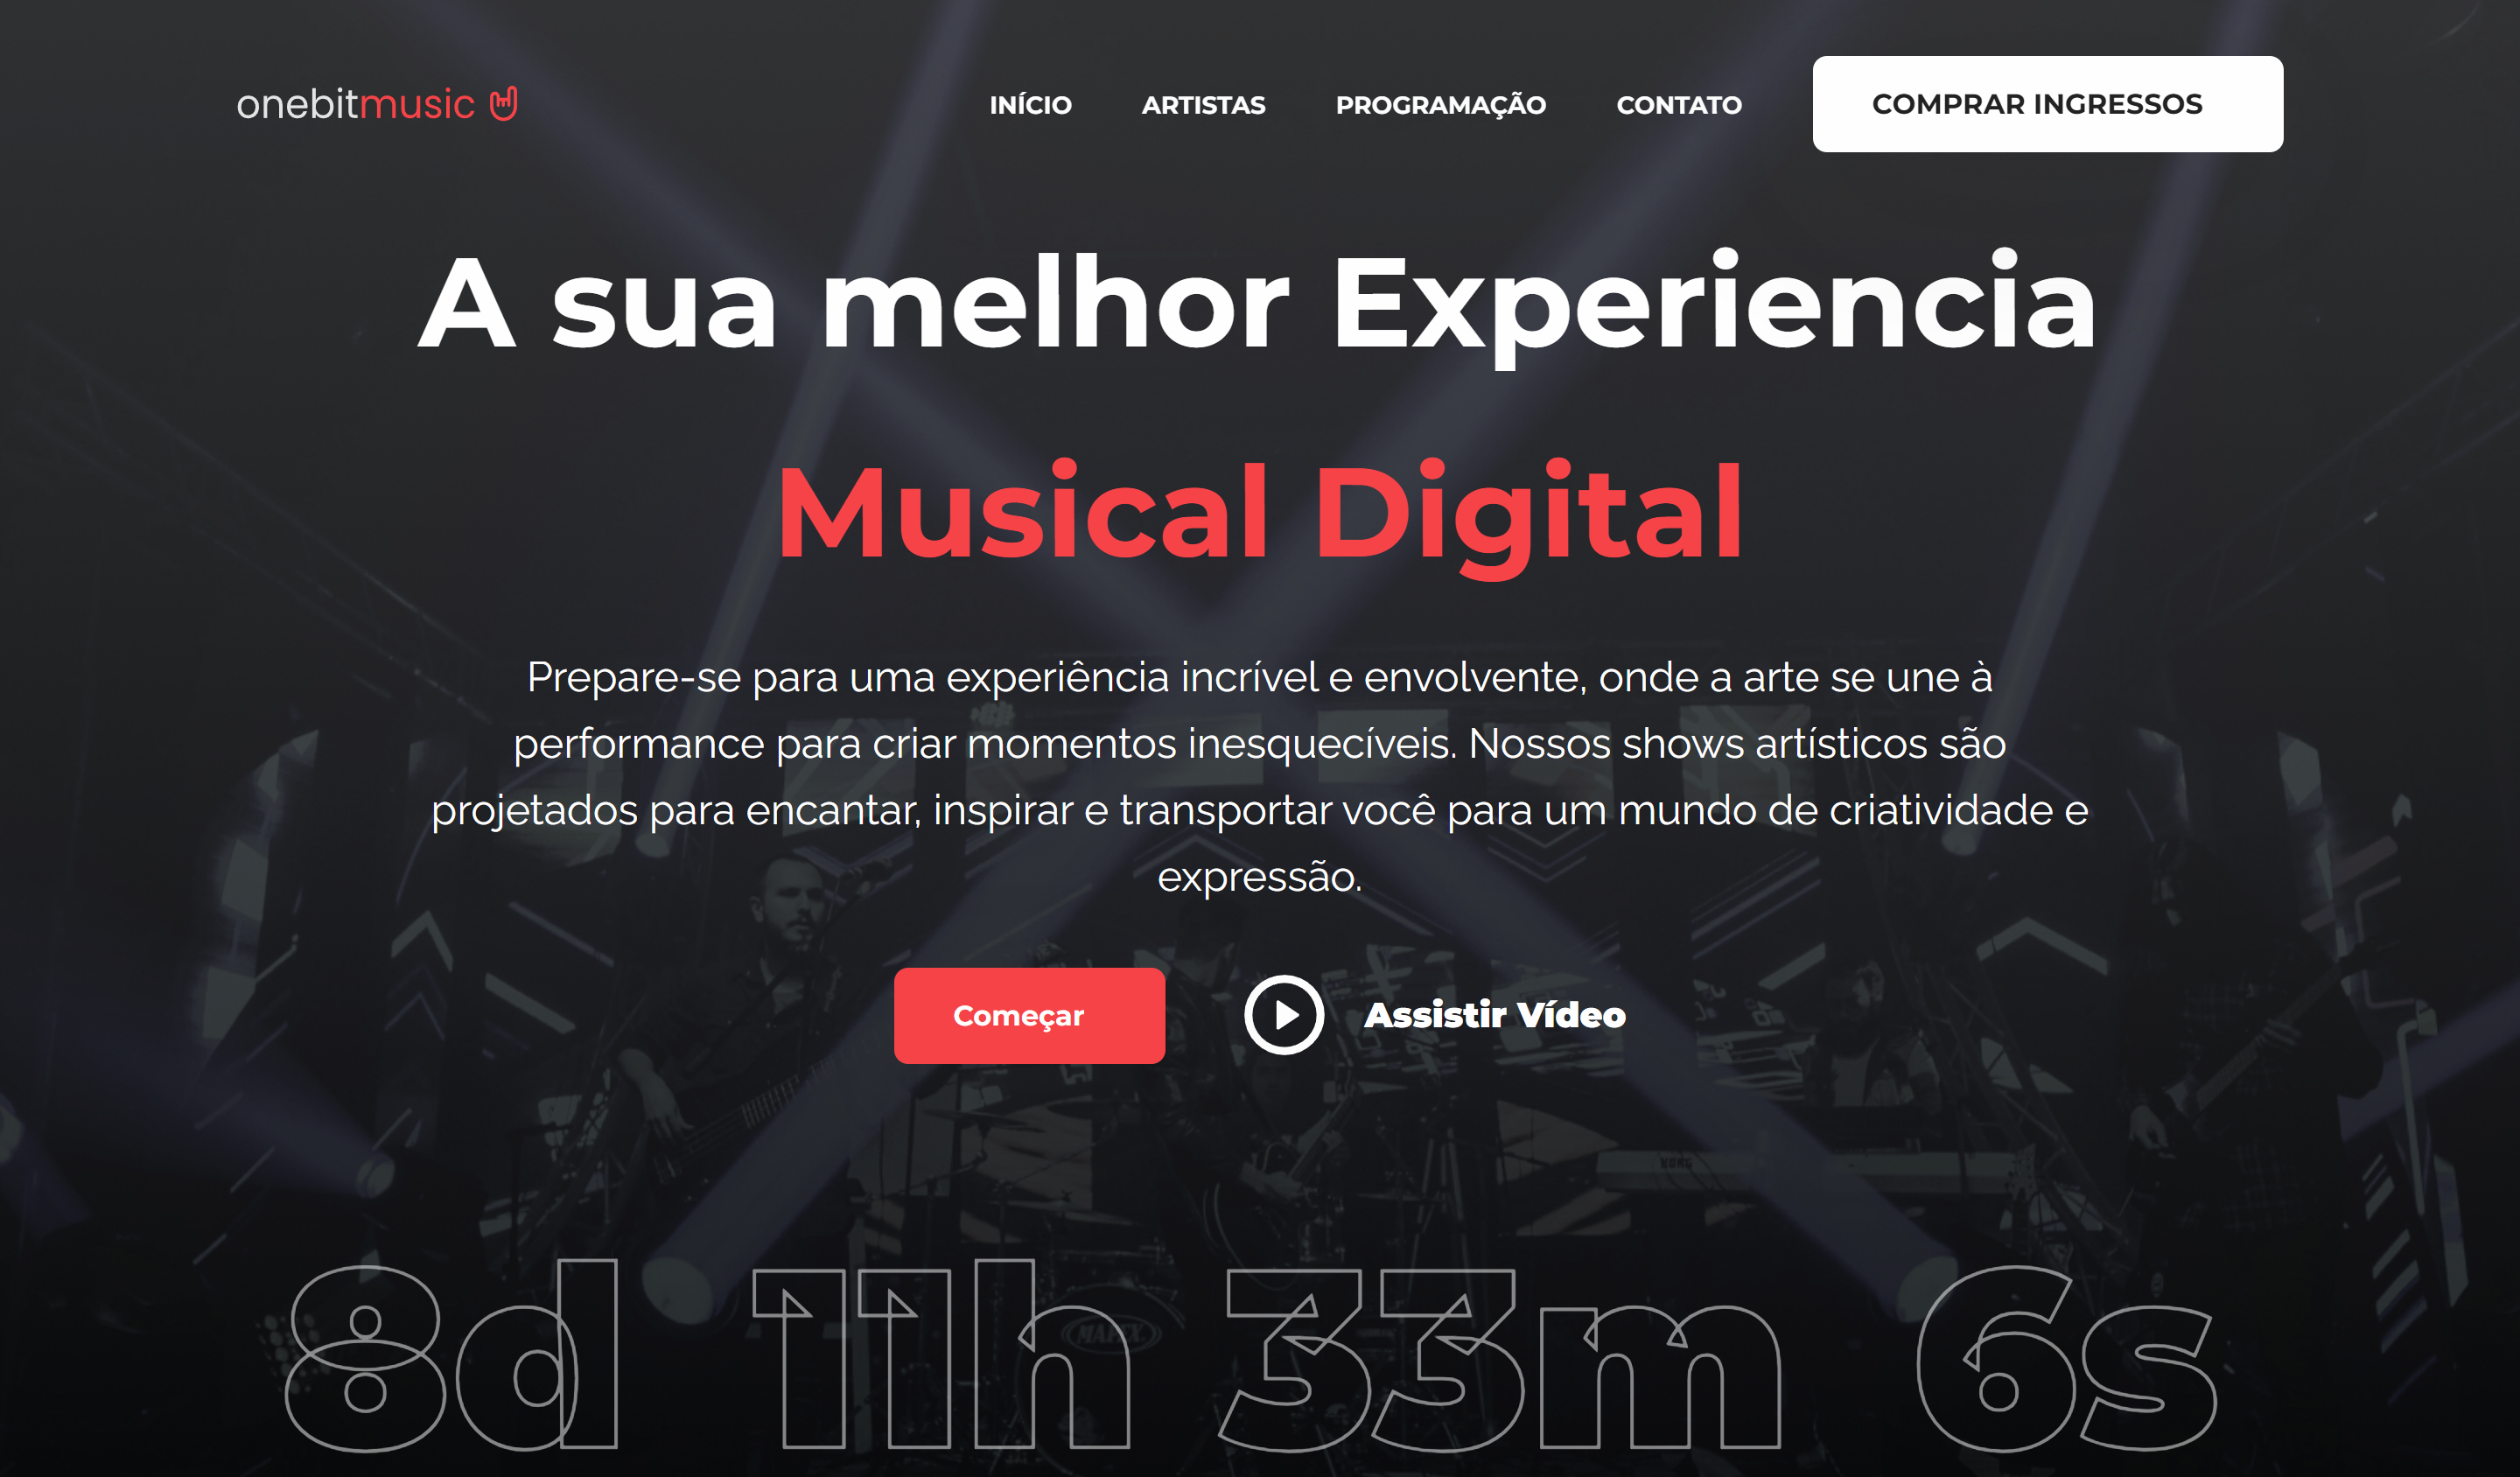 onebitmusic
INÍCIO ARTISTAS PROGRAMAÇÃO CONTATO COMPRAR INGRESSOS
A sua melhor Experiencia
Musical Digital
Prepare-se para uma experiência incrível e envolvente, onde a arte se une à
performance para criar momentos inesquecíveis. Nossos shows artísticos são
projetados para encantar, inspirar e transportar você para um mundo de criatividade e
expressão.
Começar Assistir Vídeo
KORG
MAPEX
8d 11h 33m 6s